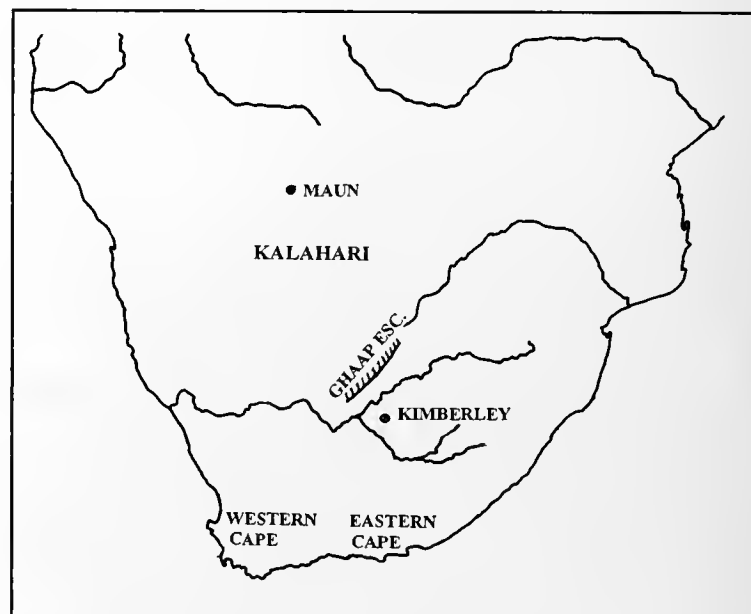 MAUN
KALAHARI
GHAAP ESC.
KIMBERLEY
WESTERN
CAPE
EASTERN
CAPE